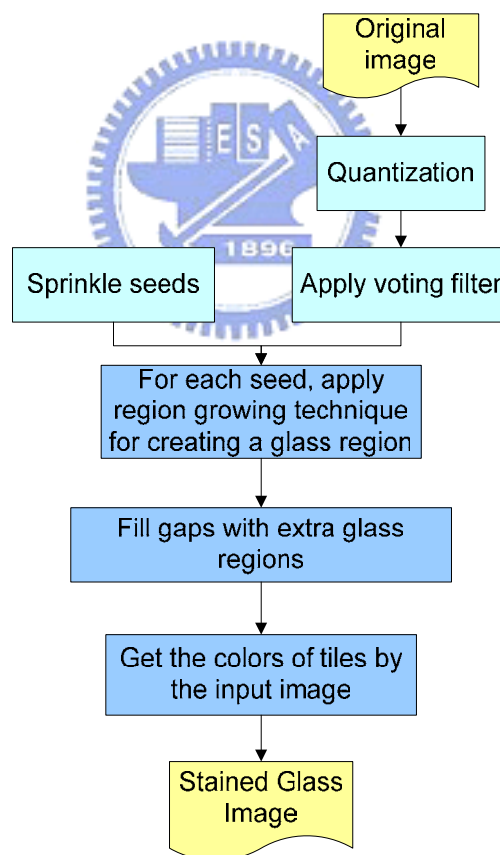 Original
image
Quantization
E S A
1896
Sprinkle seeds
Apply voting filter
For each seed, apply
region growing technique
for creating a glass region
Fill gaps with extra glass
regions
Get the colors of tiles by
the input image
Stained Glass
Image